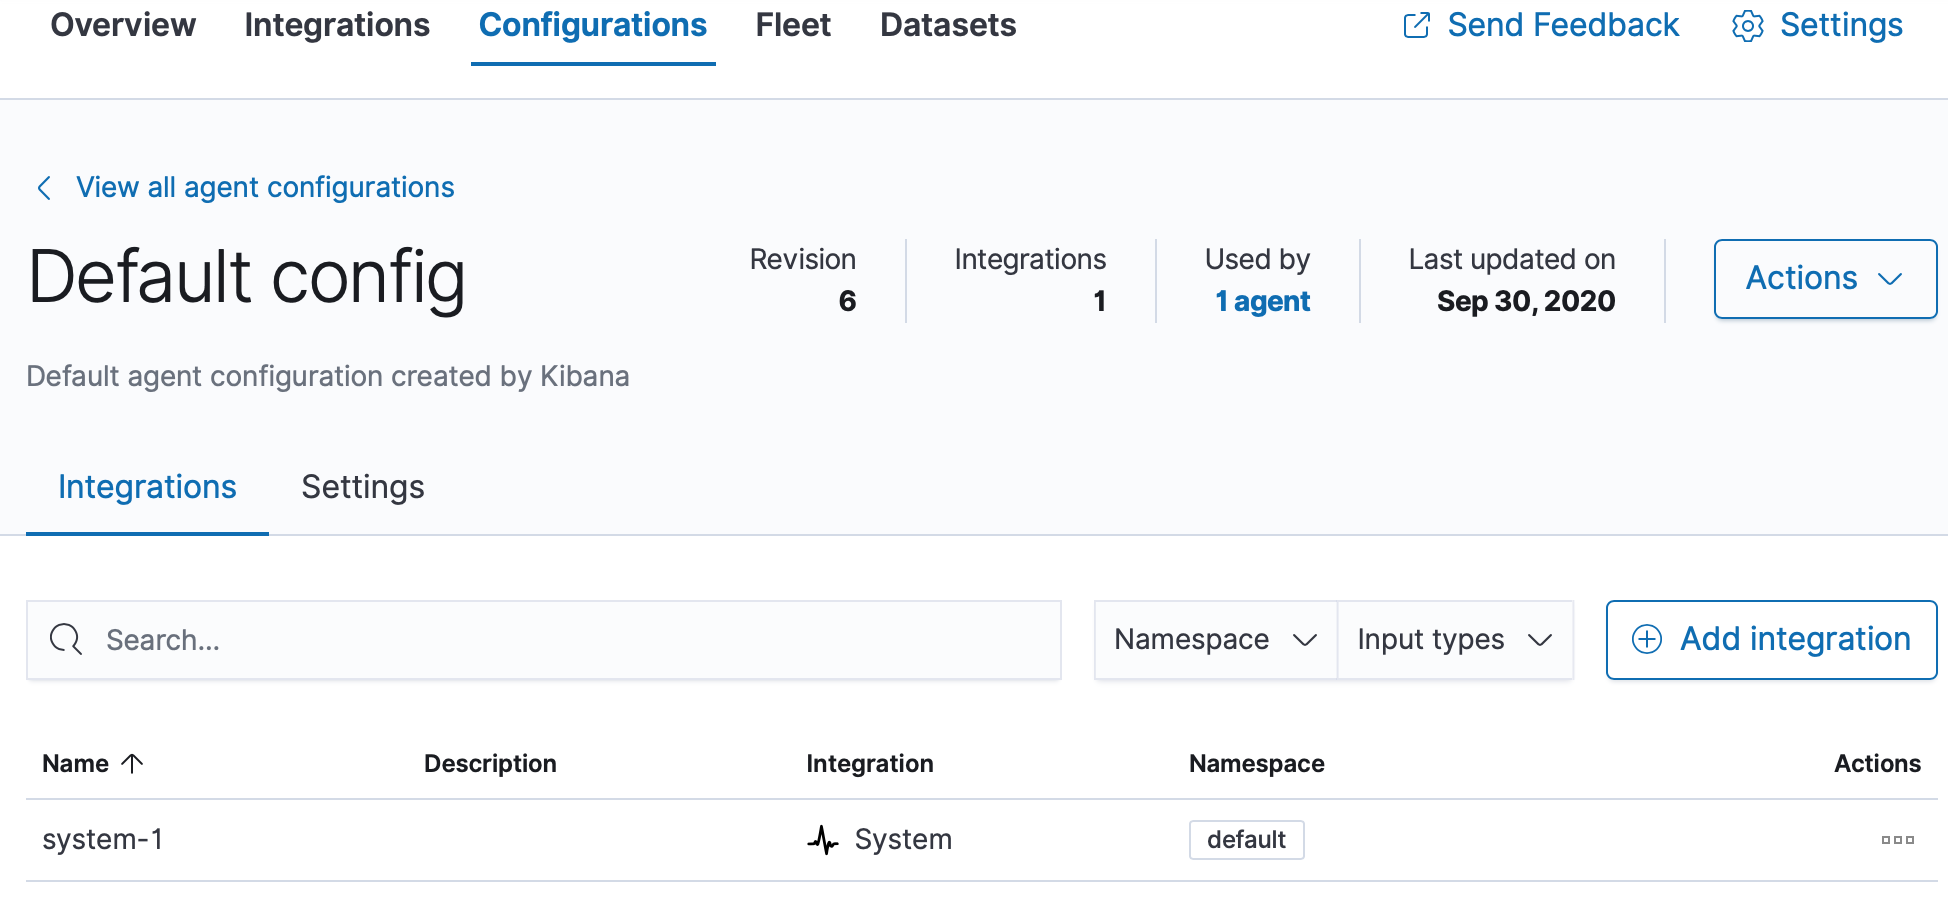 Overview Integrations Configurations Fleet Datasets Send Feedback Settings
View all agent configurations
Default config
Revision Integrations Used by Last updated on
6 1 1 agent Sep 30, 2020
Actions
Default agent configuration created by Kibana
Integrations Settings
Search... Namespace Input types Add integration
Name Description Integration Namespace Actions
system-1 System default